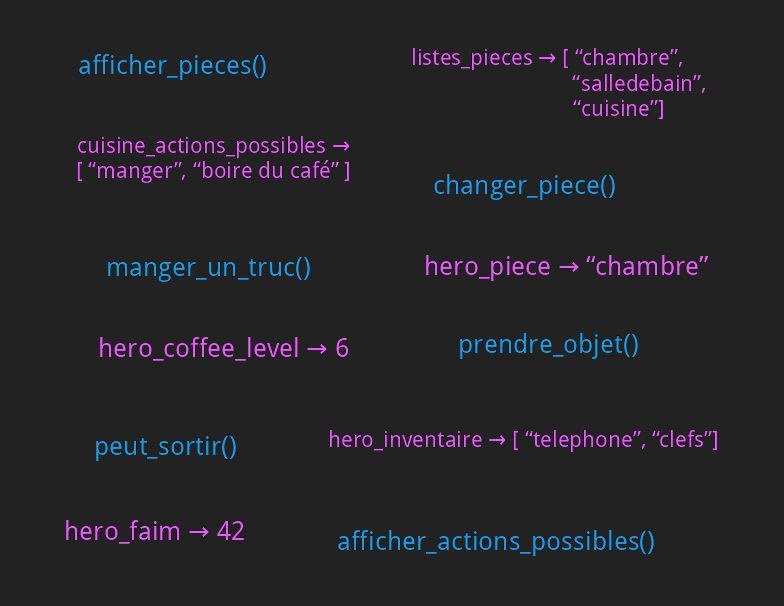 afficher_pieces()
listes_pieces → [ “chambre”,
“salledebain”,
“cuisine”]
cuisine_actions_possibles →
[ “manger”, “boire du café” ]
changer_piece()
manger_un_truc()
hero_piece → “chambre”
hero_coffee_level → 6
prendre_objet()
peut_sortir()
hero_inventaire → [ “telephone”, “clefs”]
hero_faim → 42
afficher_actions_possibles()